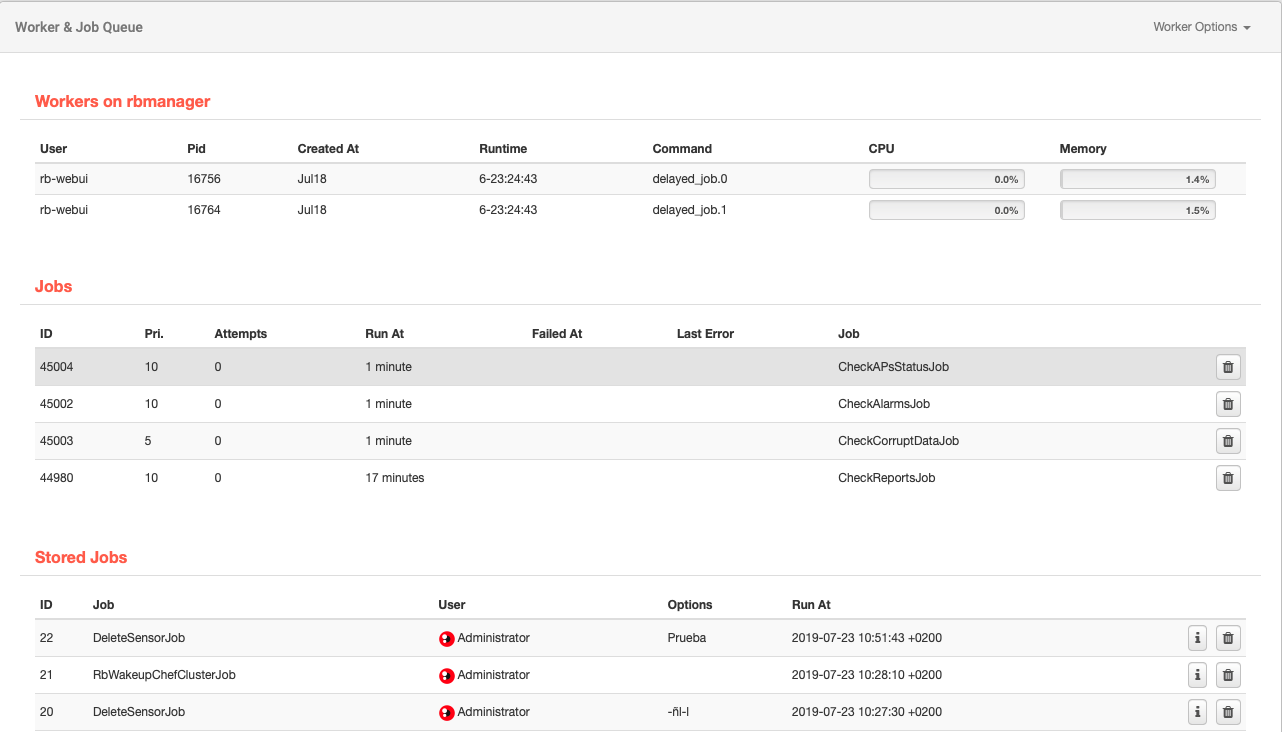 Worker & Job Queue Worker Options
Workers on rbmanager
User Pid Created At Runtime Command CPU Memory
rb-webui 16756 Jul18 6-23:24:43 delayed_job.0 0.0% 1.4%
rb-webui 16764 Jul18 6-23:24:43 delayed_job.1 0.0% 1.5%
Jobs
ID Pri. Attempts Run At Failed At Last Error Job
45004 10 0 1 minute CheckAPsStatusJob
45002 10 0 1 minute CheckAlarmsJob
45003 5 0 1 minute CheckCorruptDataJob
44980 10 0 17 minutes CheckReportsJob
Stored Jobs
ID Job User Options Run At
22 DeleteSensorJob Administrator Prueba 2019-07-23 10:51:43 +0200
21 RbWakeupChefClusterJob Administrator 2019-07-23 10:28:10 +0200
20 DeleteSensorJob Administrator -ñl-l 2019-07-23 10:27:30 +0200